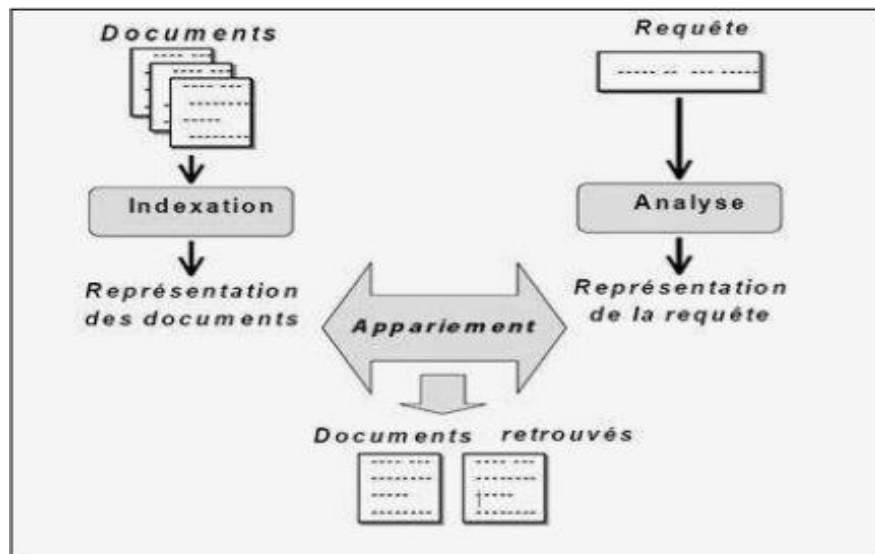 Documents
Requête
Indexation
Analyse
Représentation
des documents
Représentation
de la requête
Appariement
Documents retrouvés